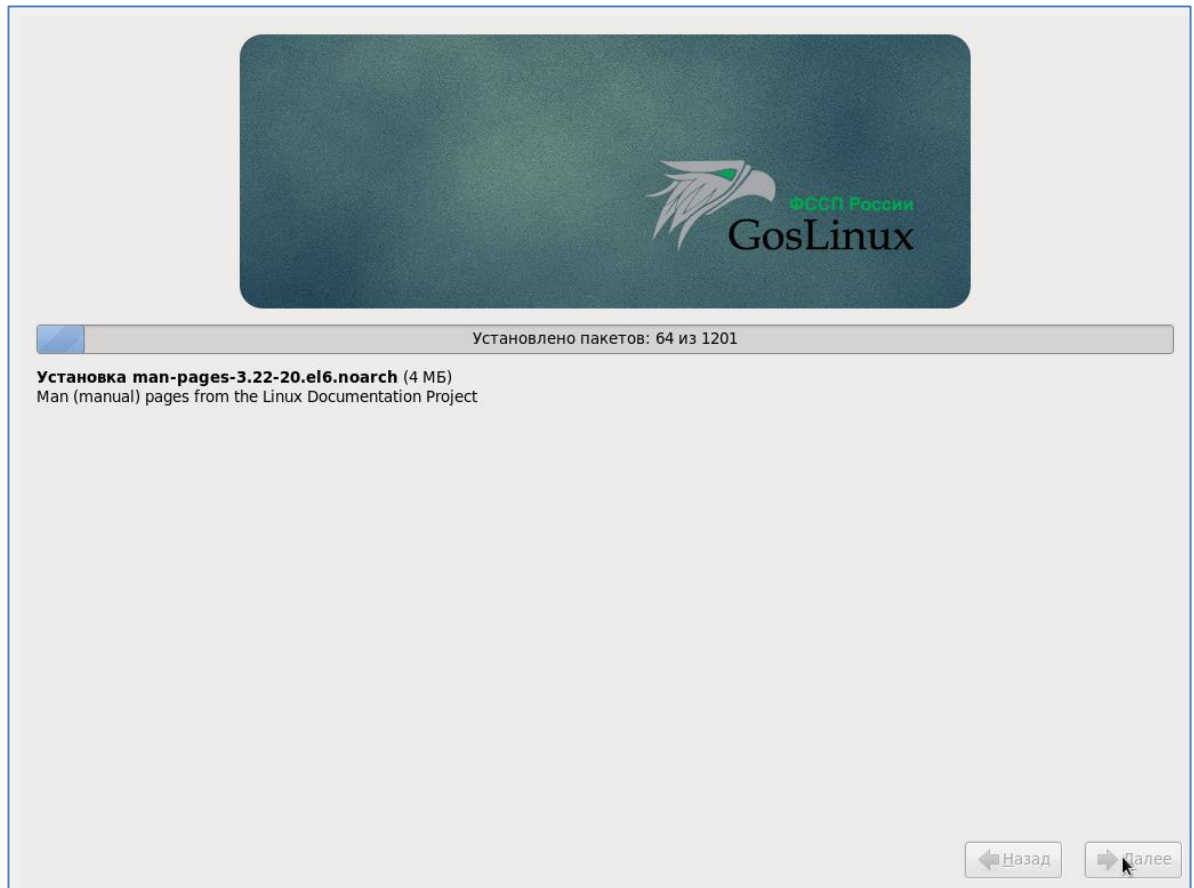 ФССП России
GosLinux
Установлено пакетов: 64 из 1201
Установка man-pages-3.22-20.el6.noarch (4 МБ)
Man (manual) pages from the Linux Documentation Project
Назад Далее